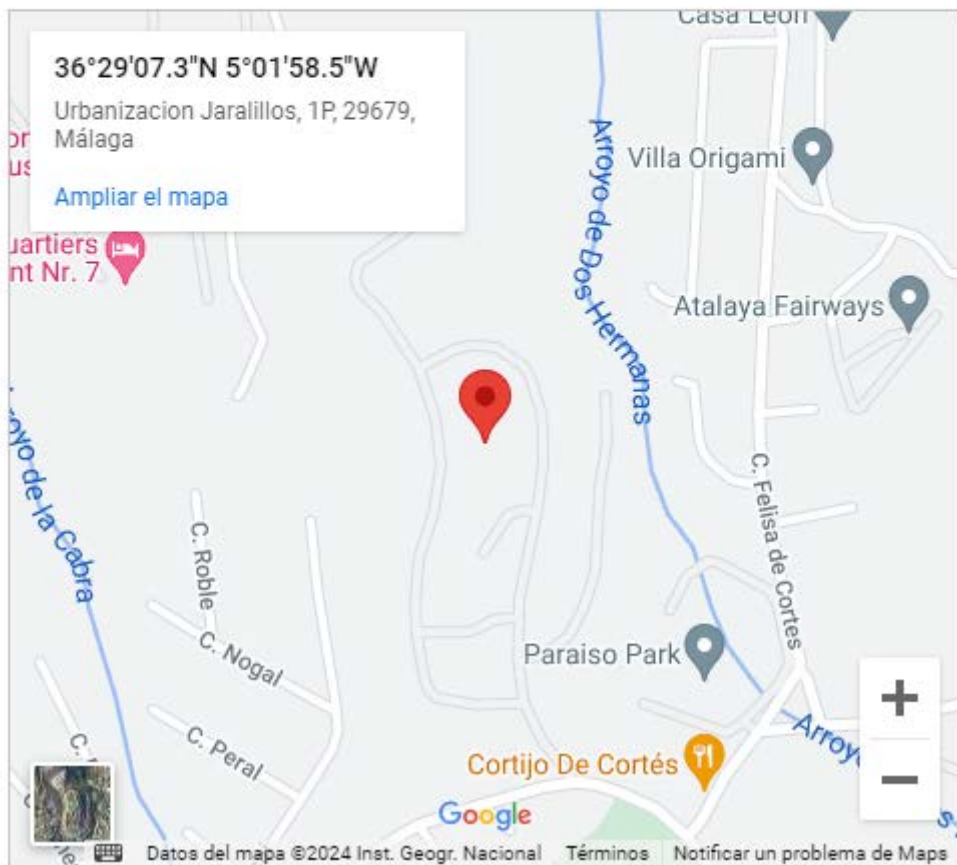 Casa León
36°29'07.3"N 5°01'58.5"W
Urbanizacion Jaralillos, 1P, 29679,
Málaga
Ampliar el mapa
Arroyo de Dos Hermanas
Villa Origami
uartiers
nt Nr. 7
Atalaya Fairways
royo de la Cabra
C. Roble
C. Felisa de Cortes
C. Nogal
Paraiso Park
C. Peral
Cortijo De Cortés
Arroyo
Google
Datos del mapa ©2024 Inst. Geogr. Nacional
Términos
Notificar un problema de Maps